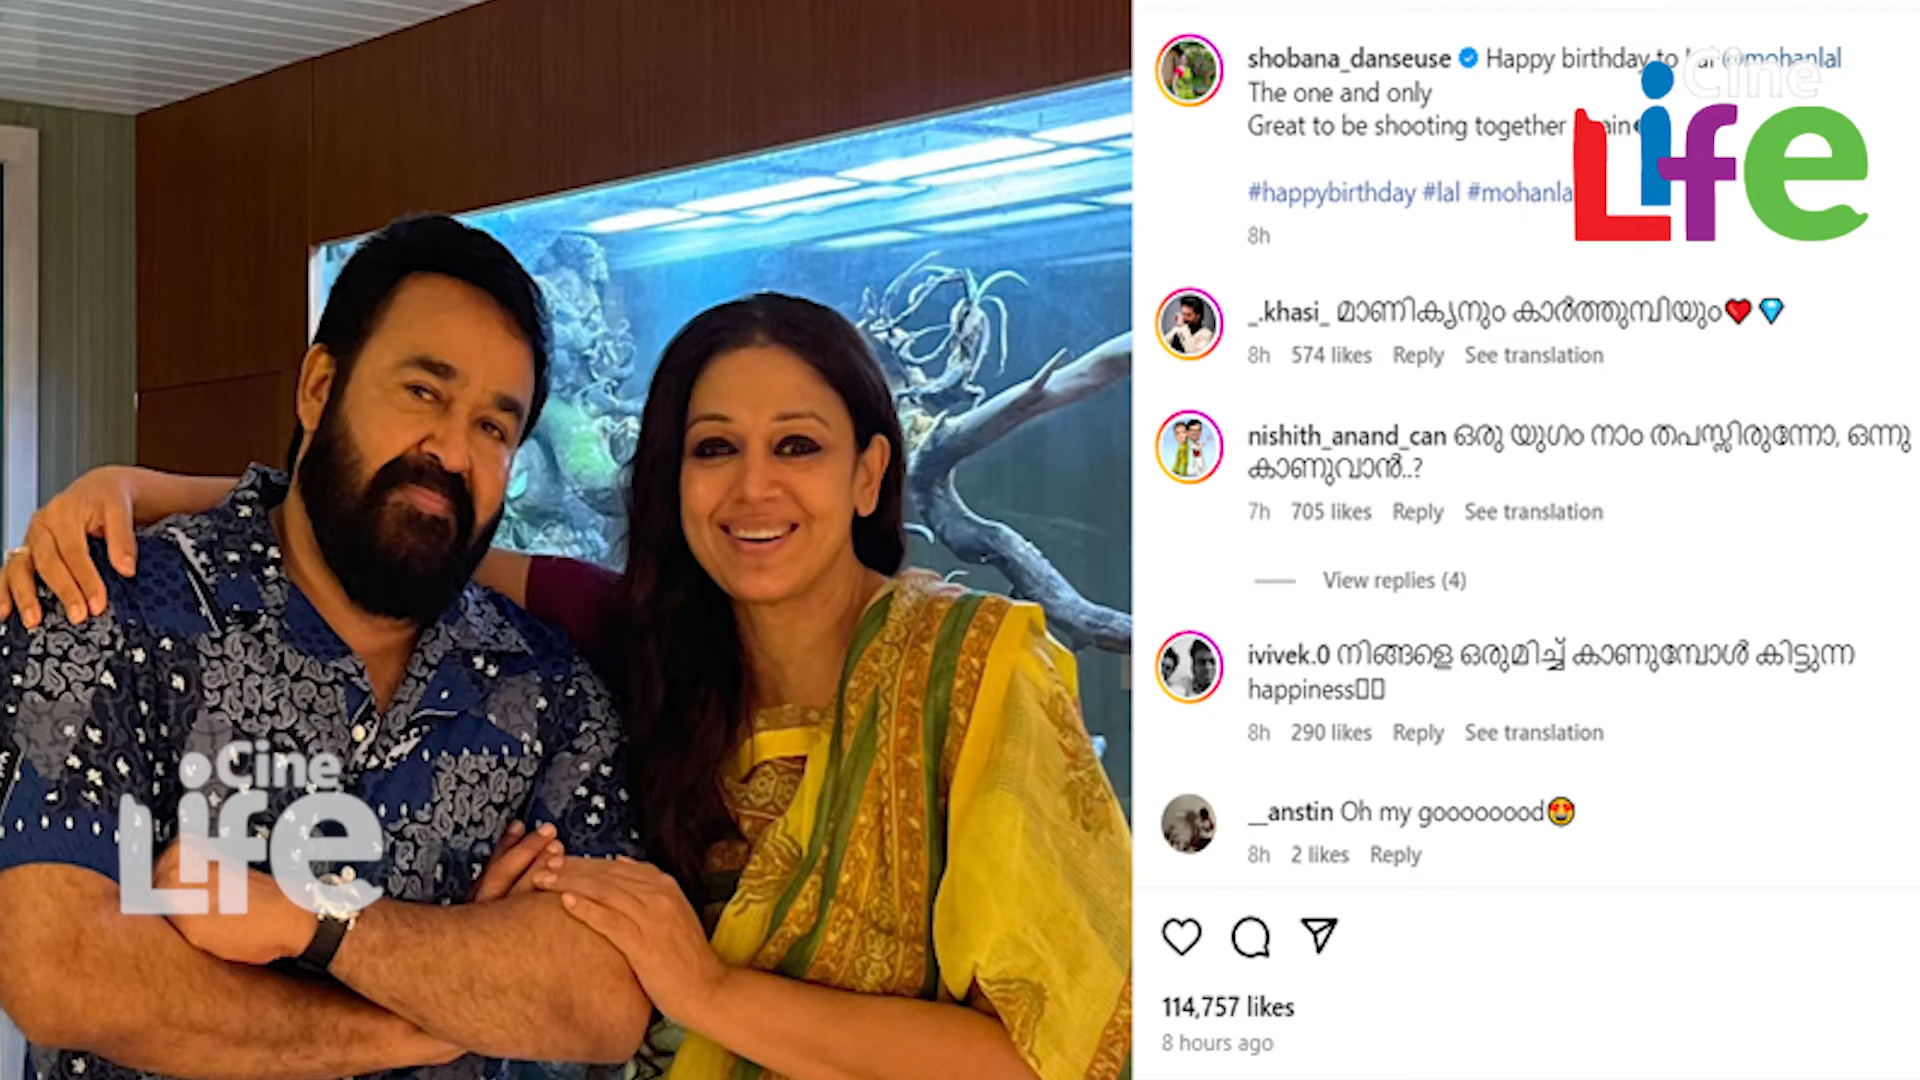 shobana_danseuse Happy birthday to @mohanlal
The one and only
Great to be shooting together
#happybirthday #lal
8h
_.khasi_ മാണിക്യനും കാർത്തുമ്പിയും❤️💎
8h 574 likes Reply See translation
nishith_anand_can ഒരു യുഗം നാം തപസ്സിരുന്നോ, ഒന്നു
കാണുവാൻ..?
7h 705 likes Reply See translation
View replies (4)
ivivek.0 നിങ്ങളെ ഒരുമിച്ച് കാണുമ്പോൾ കിട്ടുന്ന
happiness
8h 290 likes Reply See translation
__anstin Oh my goooooood😍
8h 2 likes Reply
114,757 likes
8 hours ago
Cine
Life
Cine
Life